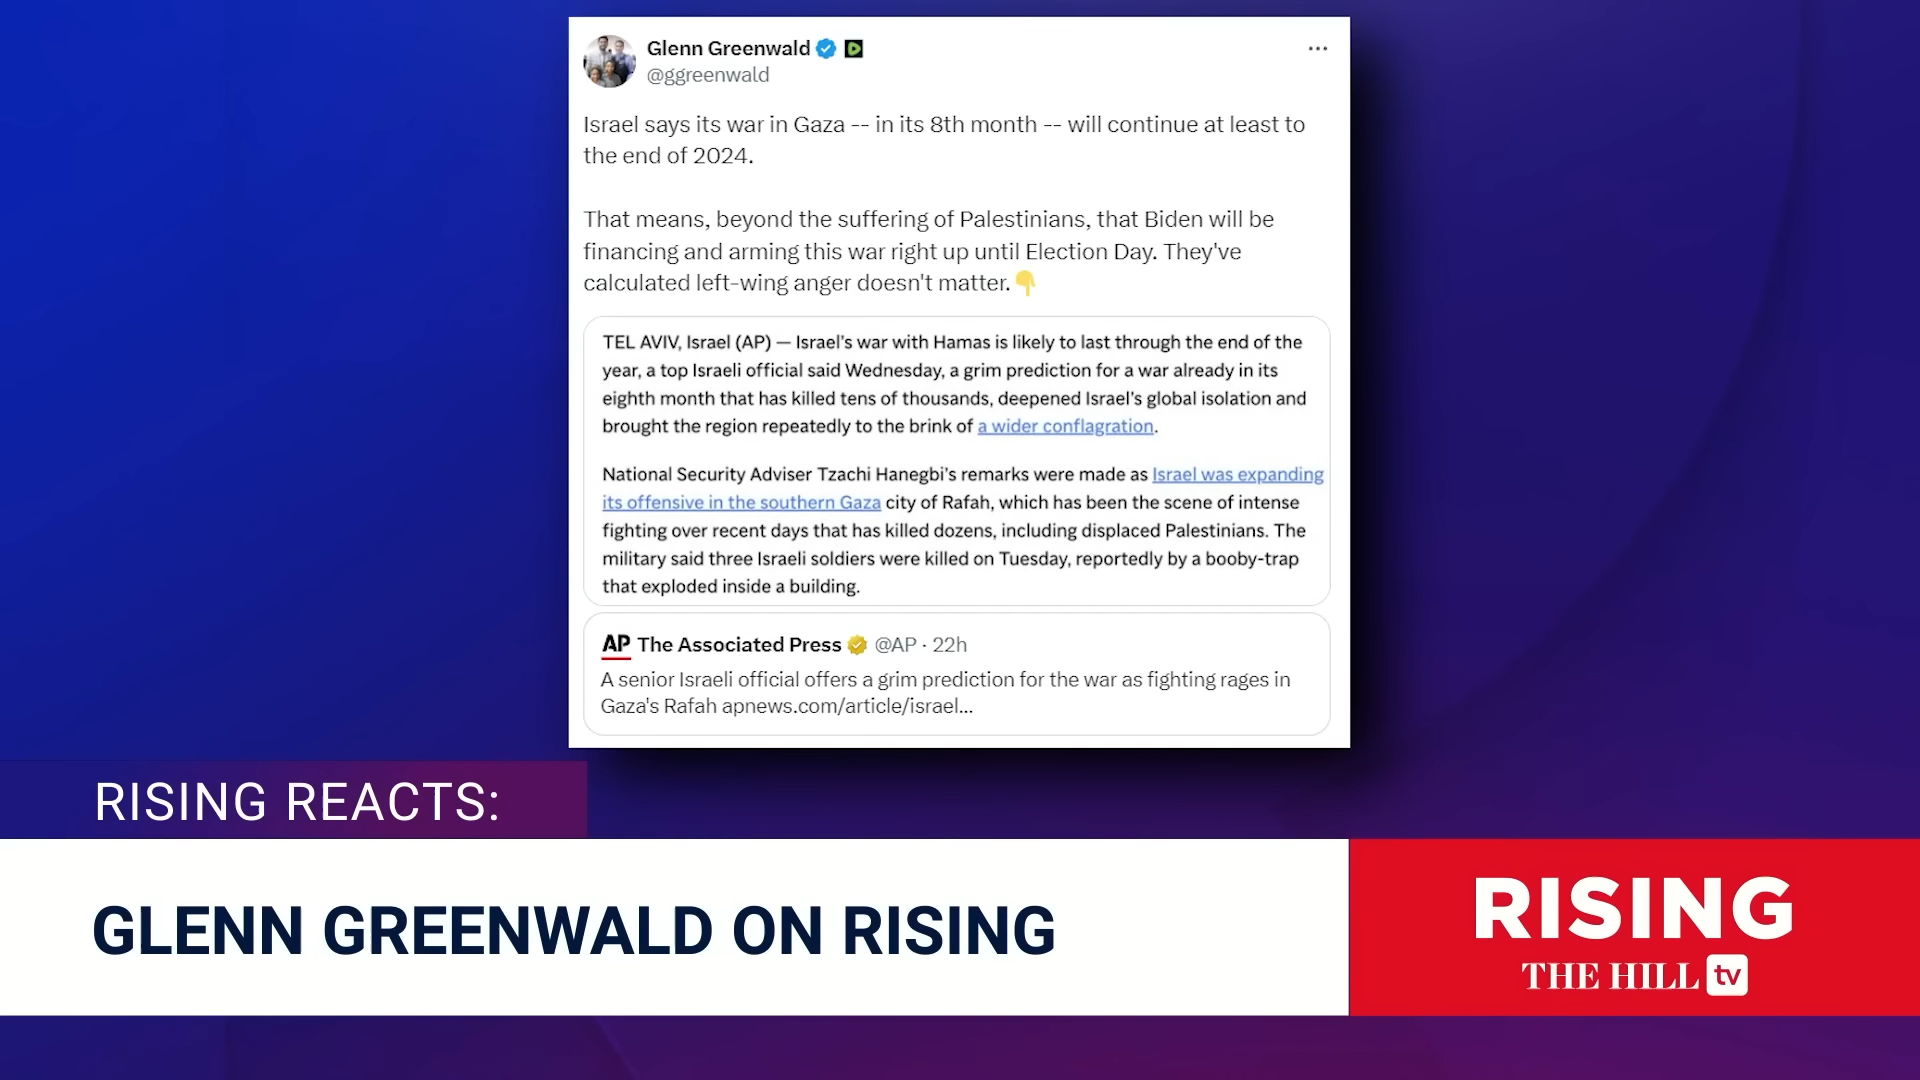 Glenn Greenwald
@ggreenwald
Israel says its war in Gaza -- in its 8th month -- will continue at least to
the end of 2024.
That means, beyond the suffering of Palestinians, that Biden will be
financing and arming this war right up until Election Day. They've
calculated left-wing anger doesn't matter.👇
TEL AVIV, Israel (AP) — Israel's war with Hamas is likely to last through the end of the
year, a top Israeli official said Wednesday, a grim prediction for a war already in its
eighth month that has killed tens of thousands, deepened Israel's global isolation and
brought the region repeatedly to the brink of a wider conflagration.
National Security Adviser Tzachi Hanegbi's remarks were made as Israel was expanding
its offensive in the southern Gaza city of Rafah, which has been the scene of intense
fighting over recent days that has killed dozens, including displaced Palestinians. The
military said three Israeli soldiers were killed on Tuesday, reportedly by a booby-trap
that exploded inside a building.
AP The Associated Press @AP · 22h
A senior Israeli official offers a grim prediction for the war as fighting rages in
Gaza's Rafah apnews.com/article/israel...
RISING REACTS:
GLENN GREENWALD ON RISING
RISING
THE HILL tv